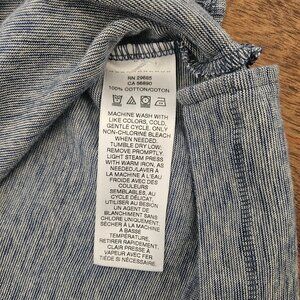 RN 29685
CA 56890
100% COTTON/COTON
MACHINE WASH WITH
LIKE COLORS, COLD,
GENTLE CYCLE. ONLY
NON-CHLORINE BLEACH
WHEN NEEDED.
TUMBLE DRY LOW.
REMOVE PROMPTLY.
LIGHT STEAM PRESS
WITH WARM IRON, AS
NEEDED/LAVER À
LA MACHINE À L'EAU
FROIDE AVEC DES
COULEURS
SEMBLABLES, AU
CYCLE DÉLICAT.
UTILISER AU BESOIN
UN AGENT DE
BLANCHIMENT SANS
CHLORE UNIQUEMENT.
SÉCHER À LA MACHINE
À BASSE
TEMPÉRATURE.
RETIRER RAPIDEMENT.
CLAIR PRESSE À
VAPEUR AVEC FER
TIÈDE SI NÉCESSAIRE